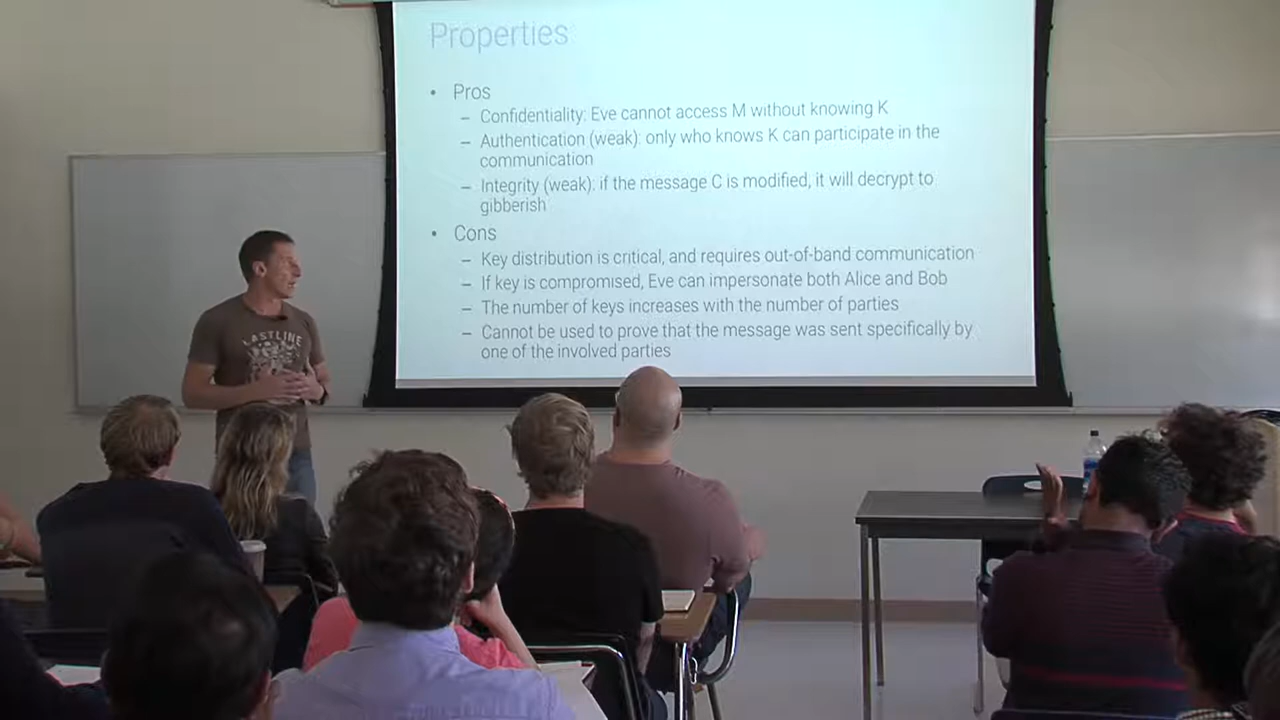 Properties
• Pros
– Confidentiality: Eve cannot access M without knowing K
– Authentication (weak): only who knows K can participate in the
communication
– Integrity (weak): if the message C is modified, it will decrypt to
gibberish
• Cons
– Key distribution is critical, and requires out-of-band communication
– If key is compromised, Eve can impersonate both Alice and Bob
– The number of keys increases with the number of parties
– Cannot be used to prove that the message was sent specifically by
one of the involved parties
LASTLINE